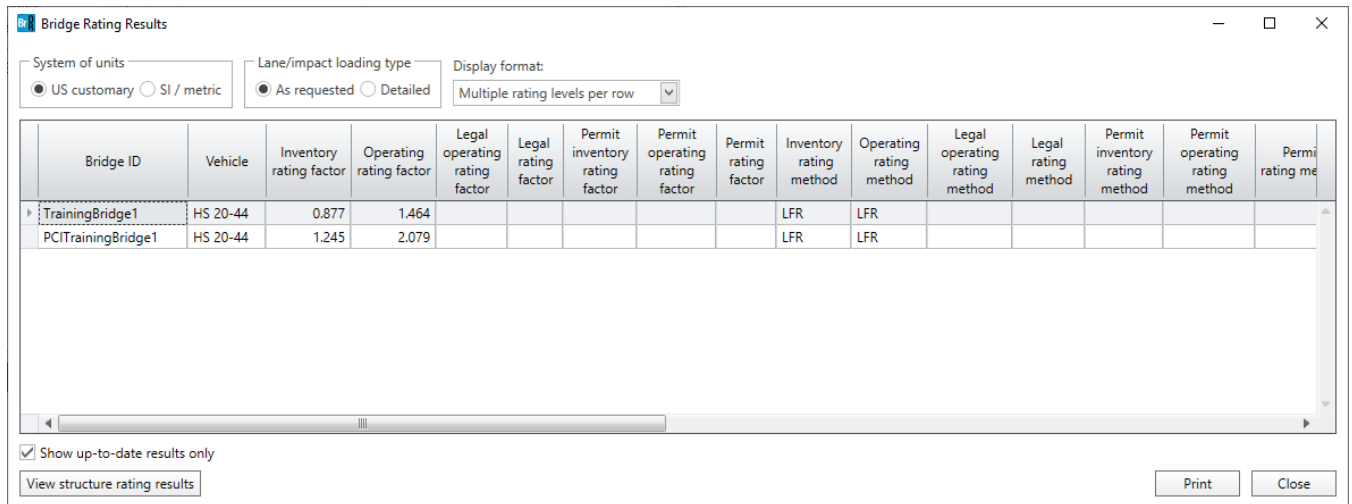 Br Bridge Rating Results
System of units
US customary SI / metric
Lane/impact loading type
As requested Detailed
Display format:
Multiple rating levels per row
Bridge ID Vehicle Inventory rating factor Operating rating factor Legal operating rating factor Legal rating factor Permit inventory rating factor Permit operating rating factor Permit rating factor Inventory rating method Operating rating method Legal operating rating method Legal rating method Permit inventory rating method Permit operating rating method Permi rating me
TrainingBridge1 HS 20-44 0.877 1.464 LFR LFR
PCITrainingBridge1 HS 20-44 1.245 2.079 LFR LFR
Show up-to-date results only
View structure rating results Print Close